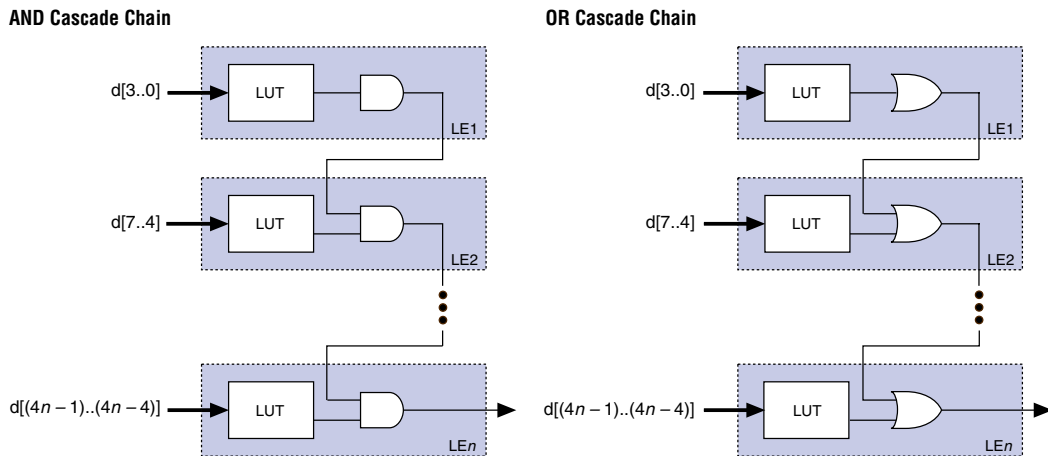 AND Cascade Chain
d[3..0]
LUT
LE1
d[7..4]
LUT
LE2
d[(4n – 1)..(4n – 4)]
LUT
LEn
OR Cascade Chain
d[3..0]
LUT
LE1
d[7..4]
LUT
LE2
d[(4n – 1)..(4n – 4)]
LUT
LEn